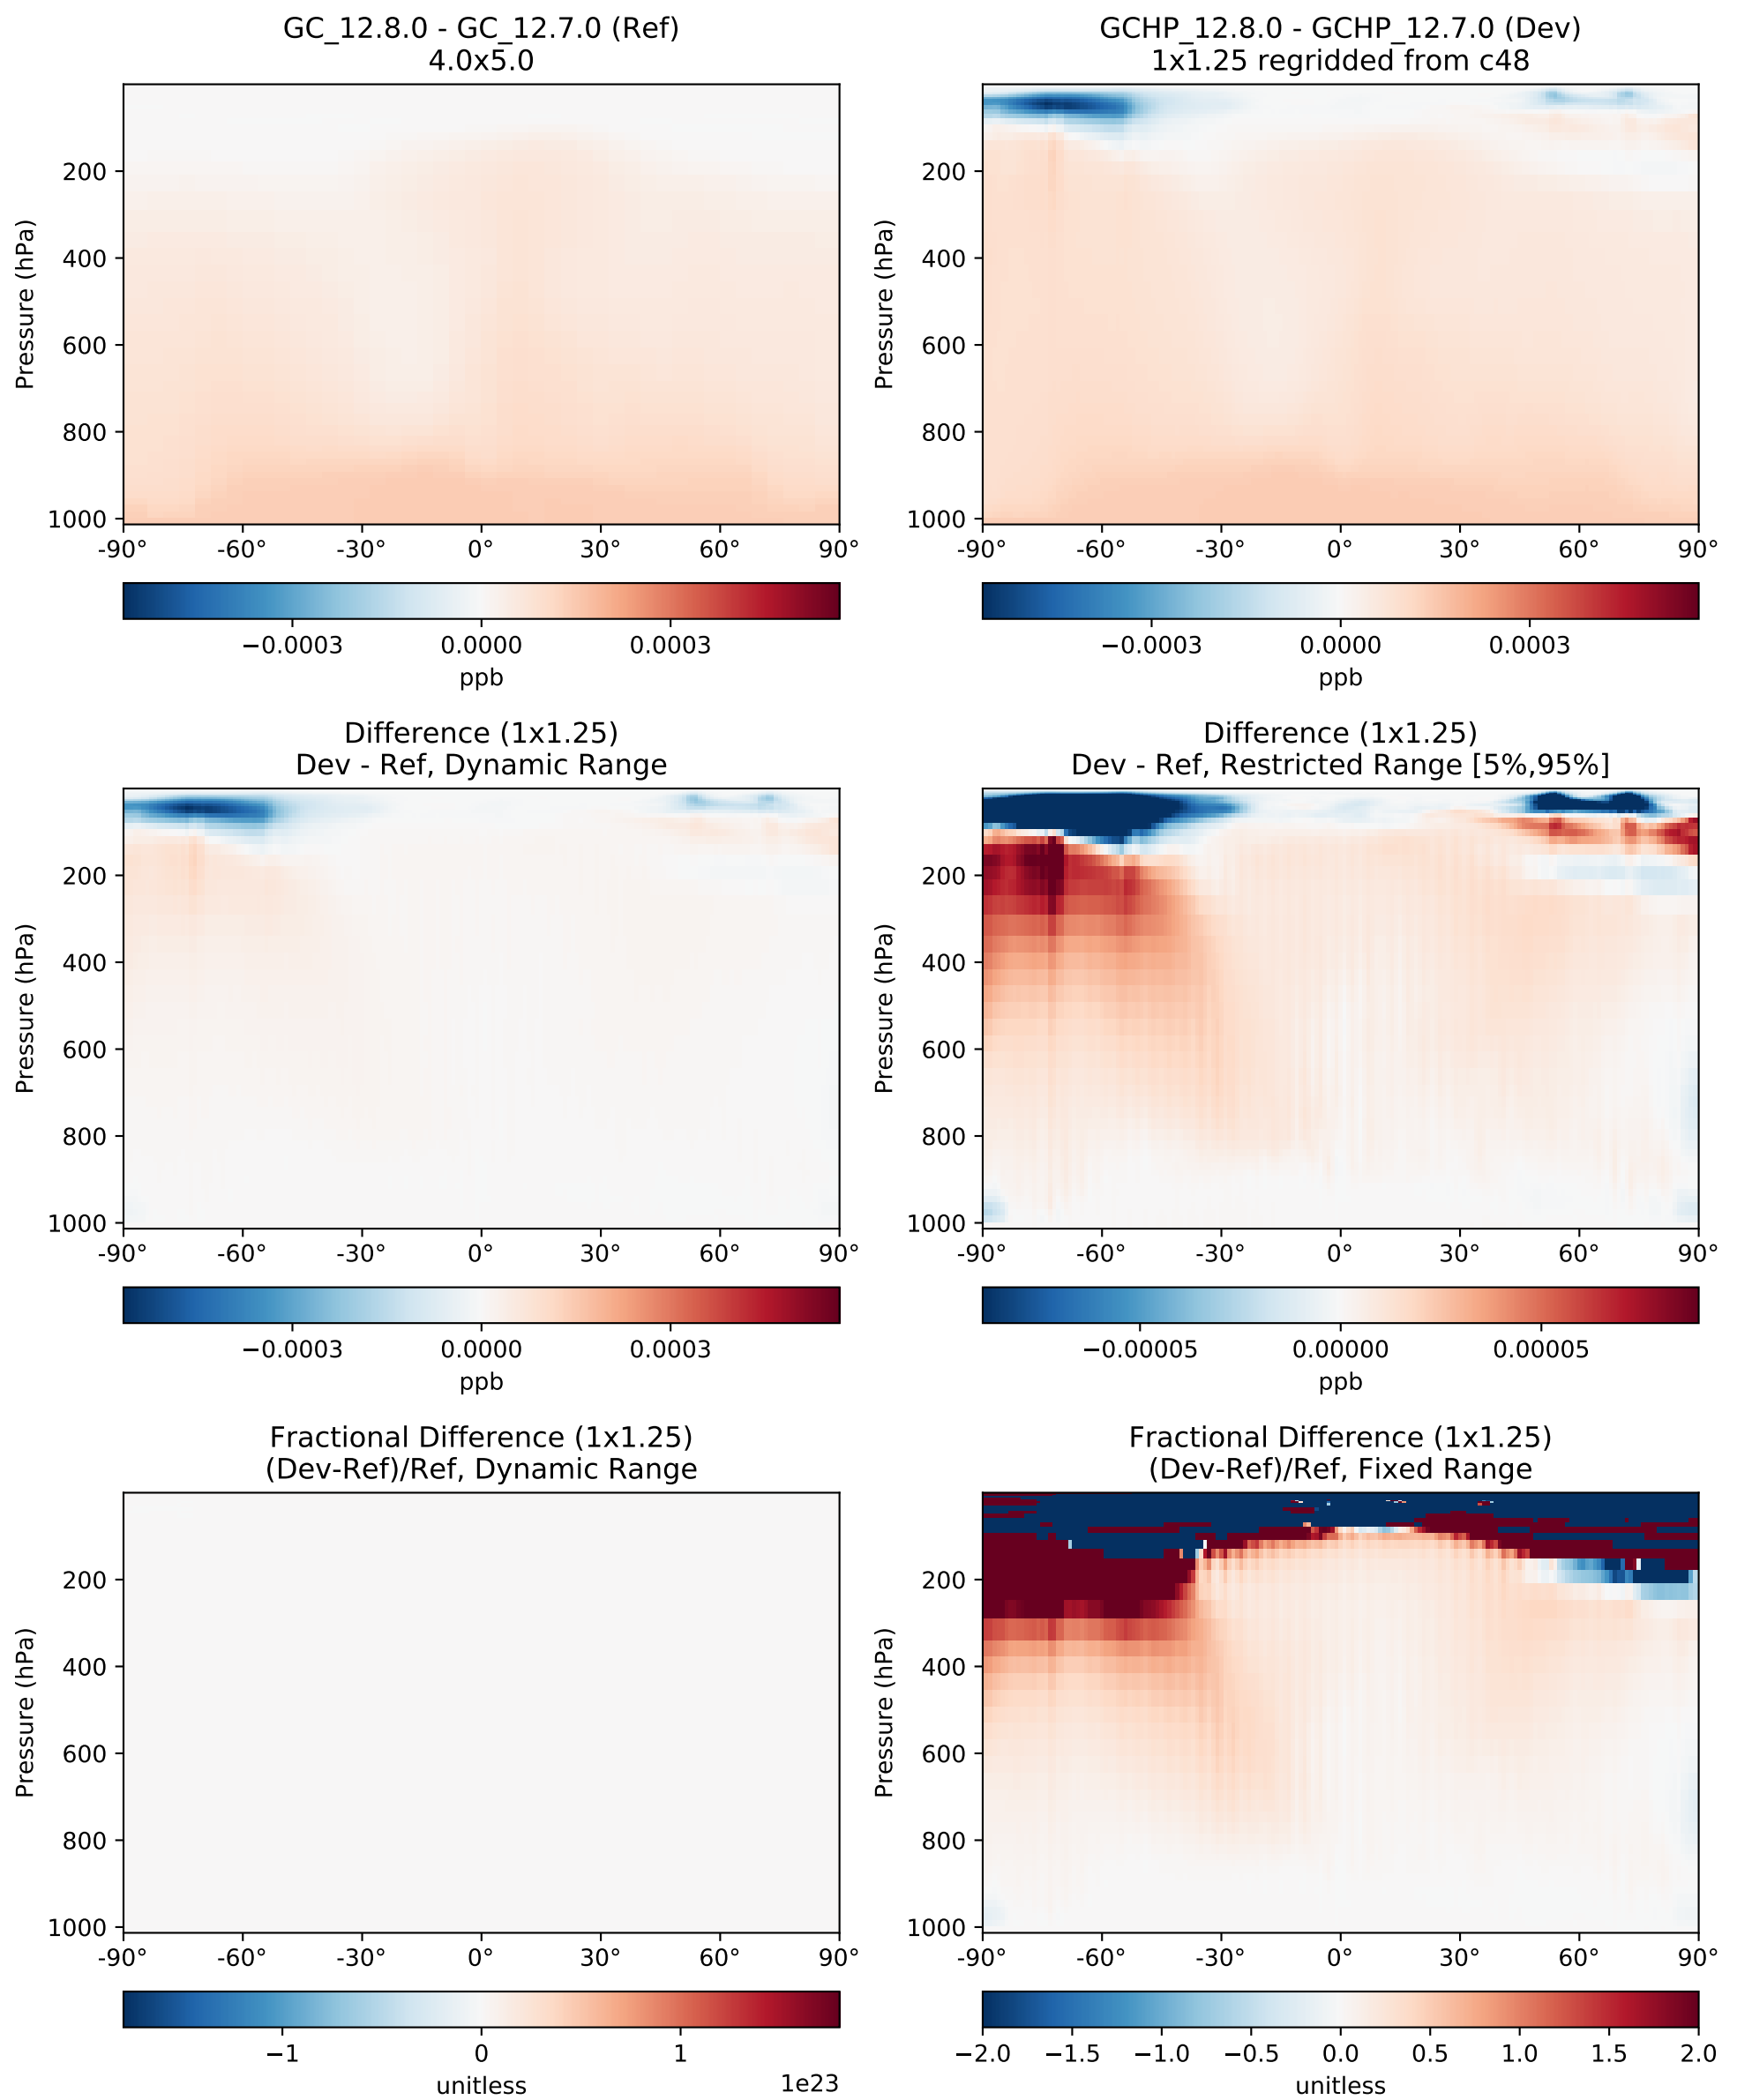 GC_12.8.0 - GC_12.7.0 (Ref)
4.0x5.0
Pressure (hPa)
200
400
600
800
1000
-90° -60° -30° 0° 30° 60° 90°
−0.0003 0.0000 0.0003
ppb
GCHP_12.8.0 - GCHP_12.7.0 (Dev)
1x1.25 regridded from c48
Pressure (hPa)
200
400
600
800
1000
-90° -60° -30° 0° 30° 60° 90°
−0.0003 0.0000 0.0003
ppb
Difference (1x1.25)
Dev - Ref, Dynamic Range
Pressure (hPa)
200
400
600
800
1000
-90° -60° -30° 0° 30° 60° 90°
−0.0003 0.0000 0.0003
ppb
Difference (1x1.25)
Dev - Ref, Restricted Range [5%,95%]
Pressure (hPa)
200
400
600
800
1000
-90° -60° -30° 0° 30° 60° 90°
−0.00005 0.00000 0.00005
ppb
Fractional Difference (1x1.25)
(Dev-Ref)/Ref, Dynamic Range
Pressure (hPa)
200
400
600
800
1000
-90° -60° -30° 0° 30° 60° 90°
−1 0 1
unitless 1e23
Fractional Difference (1x1.25)
(Dev-Ref)/Ref, Fixed Range
Pressure (hPa)
200
400
600
800
1000
-90° -60° -30° 0° 30° 60° 90°
−2.0 −1.5 −1.0 −0.5 0.0 0.5 1.0 1.5 2.0
unitless